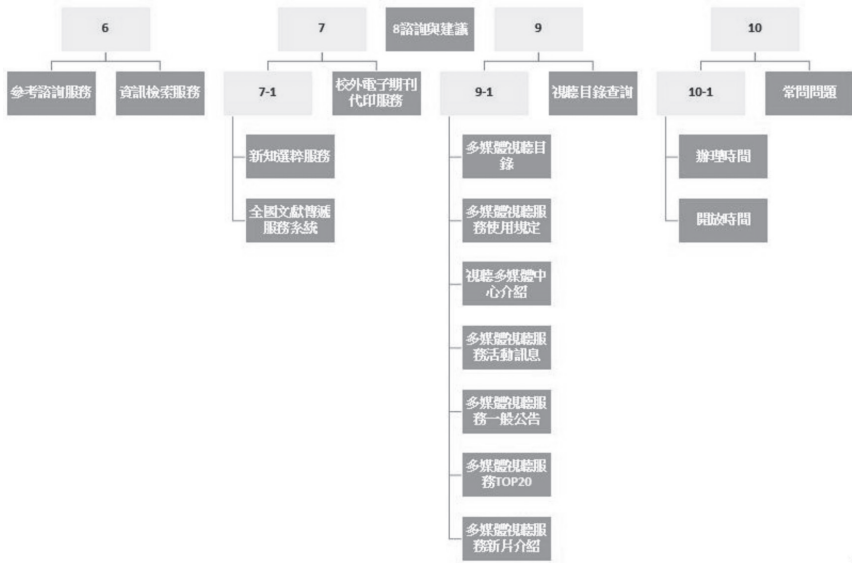 6
7
8諮詢與建議
9
10
參考諮詢服務
資訊檢索服務
7-1
校外電子期刊
代印服務
9-1
視聽目錄查詢
10-1
常問問題
新知選粹服務
全國文獻傳遞
服務系統
多媒體視聽目
錄
多媒體視聽服
務使用規定
視聽多媒體中
心介紹
多媒體視聽服
務活動訊息
多媒體視聽服
務一般公告
多媒體視聽服
務TOP20
多媒體視聽服
務新片介紹
辦理時間
開放時間